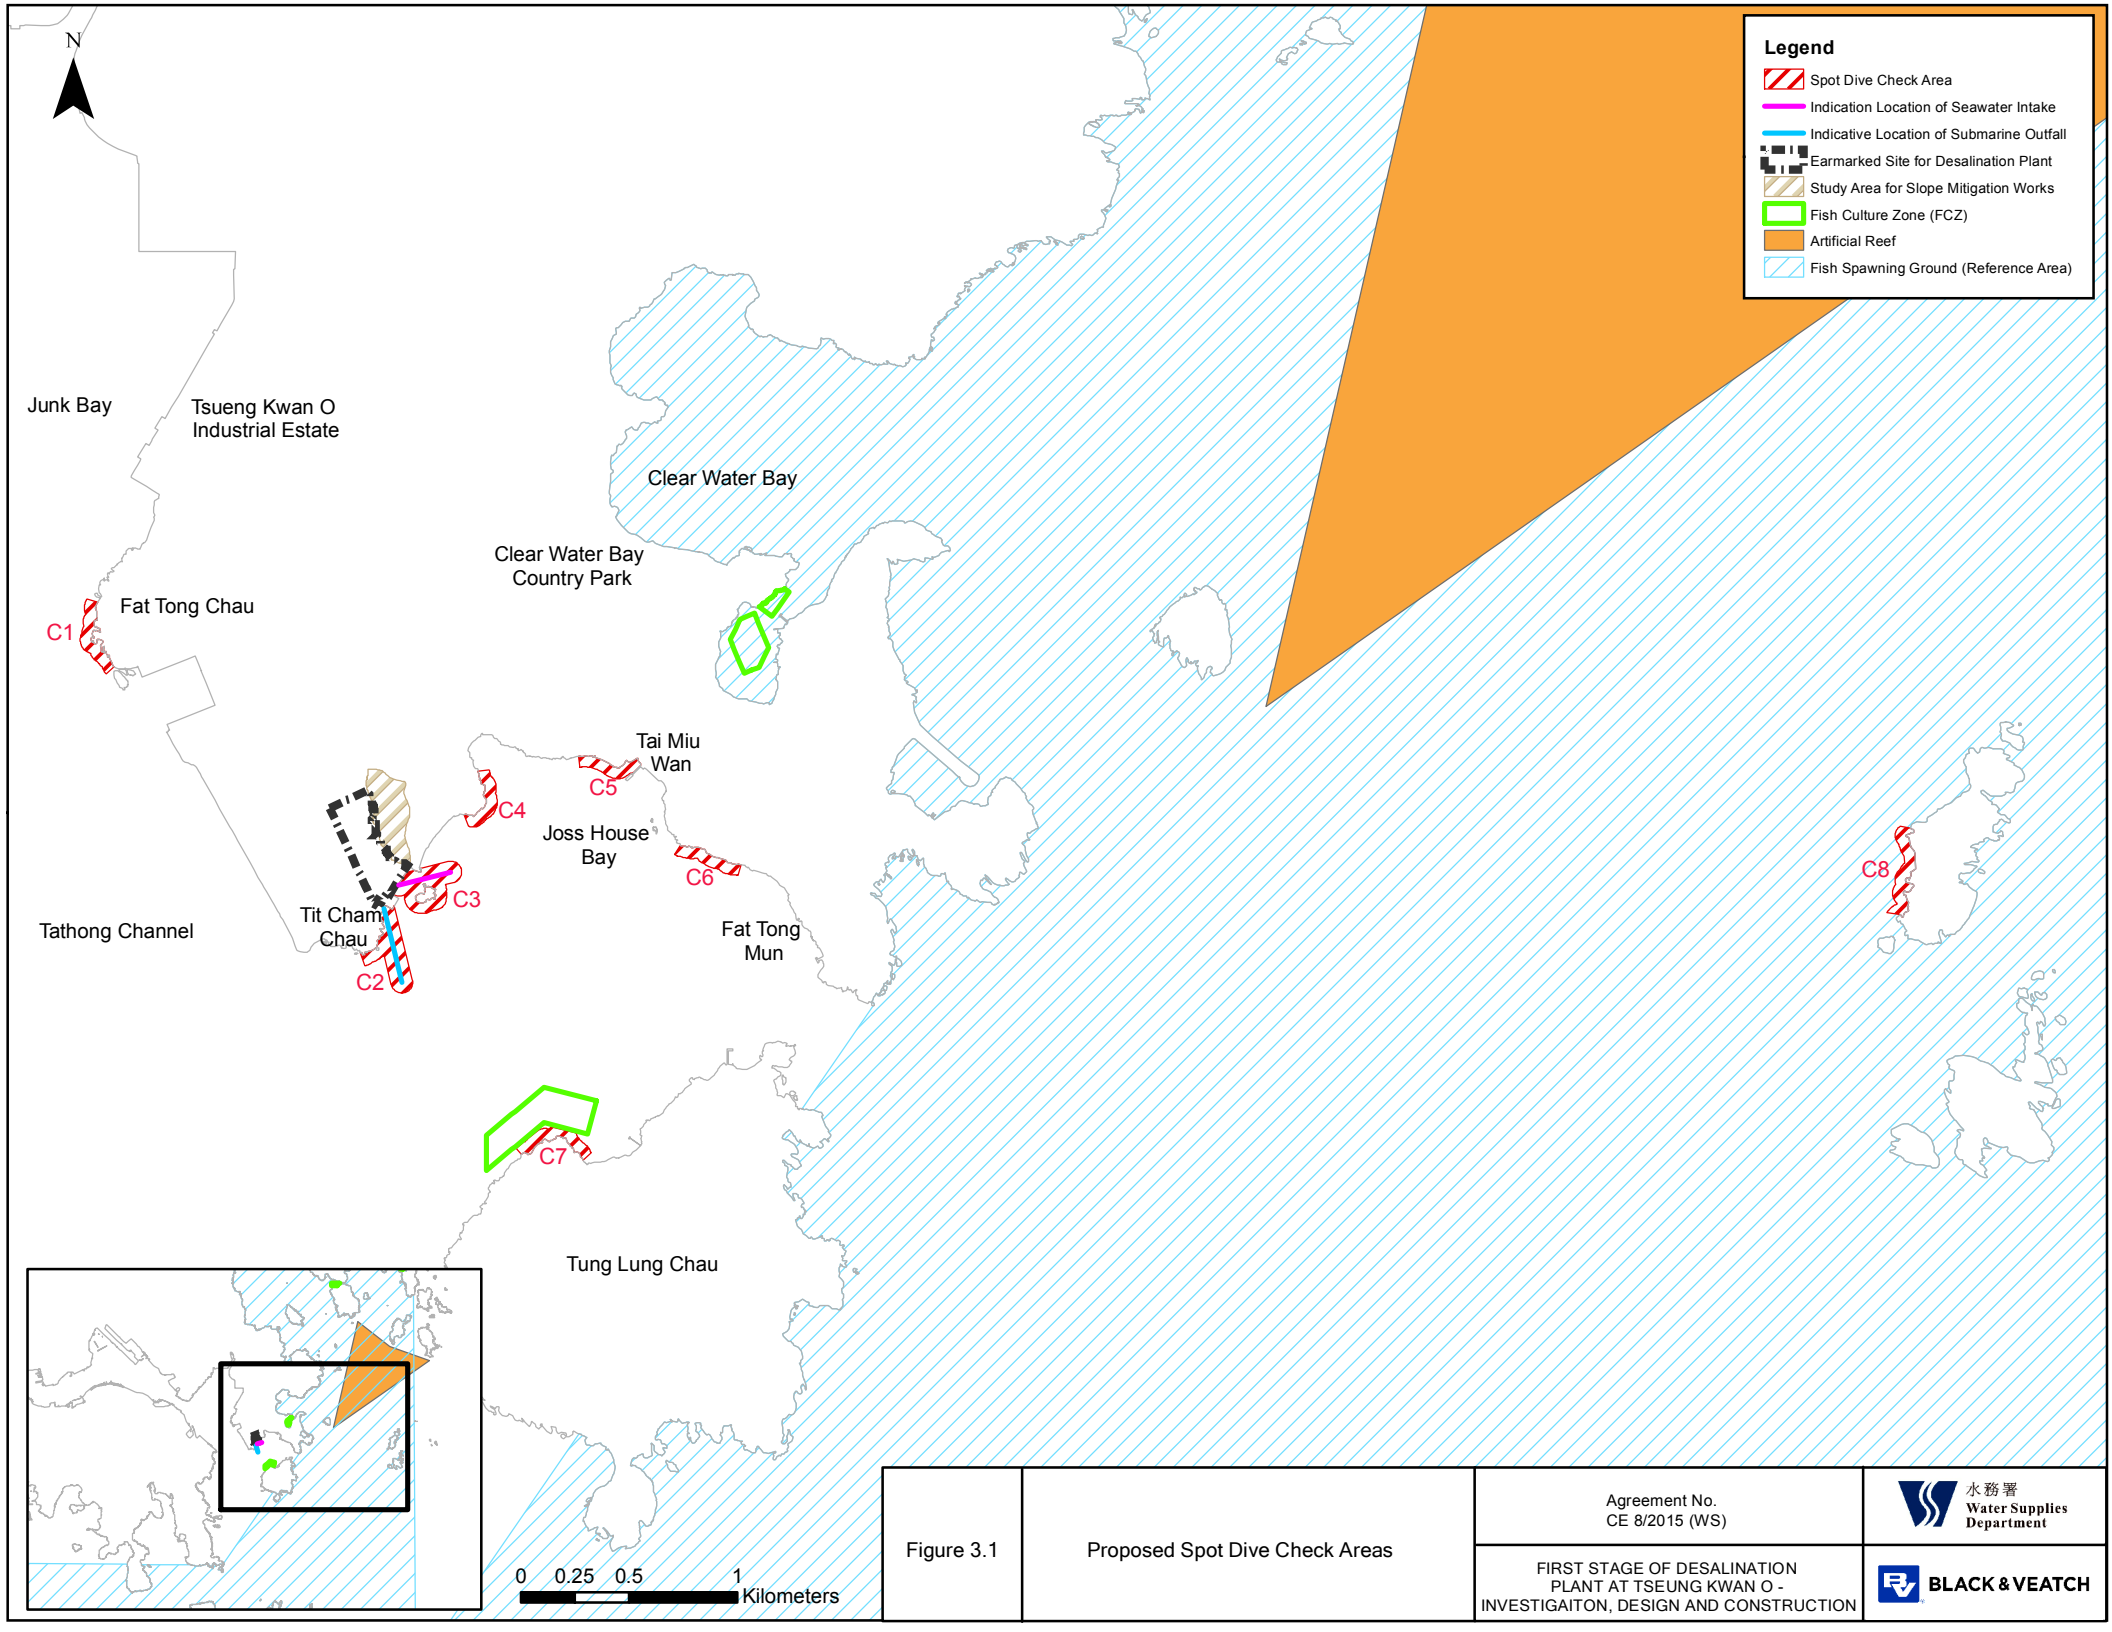 N
Legend
Spot Dive Check Area
Indication Location of Seawater Intake
Indicative Location of Submarine Outfall
Earmarked Site for Desalination Plant
Study Area for Slope Mitigation Works
Fish Culture Zone (FCZ)
Artificial Reef
Fish Spawning Ground (Reference Area)
Junk Bay
Tsueng Kwan O
Industrial Estate
Clear Water Bay
Clear Water Bay
Country Park
Fat Tong Chau
C1
Tai Miu
Wan
C5
C4
Joss House
Bay
C6
C8
C3
Tit Cham
Chau
Tathong Channel
Fat Tong
Mun
C2
C7
Tung Lung Chau
0 0.25 0.5 1
Kilometers
Figure 3.1
Proposed Spot Dive Check Areas
Agreement No.
CE 8/2015 (WS)
FIRST STAGE OF DESALINATION
PLANT AT TSEUNG KWAN O -
INVESTIGAITON, DESIGN AND CONSTRUCTION
水務署
Water Supplies
Department
BV
BLACK & VEATCH